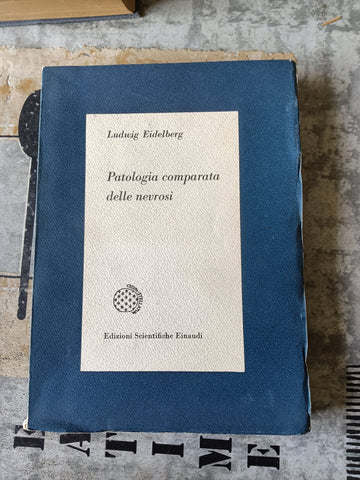 Ludwig Eidelberg
Patologia comparata
delle nevrosi
Edizioni Scientifiche Einaudi